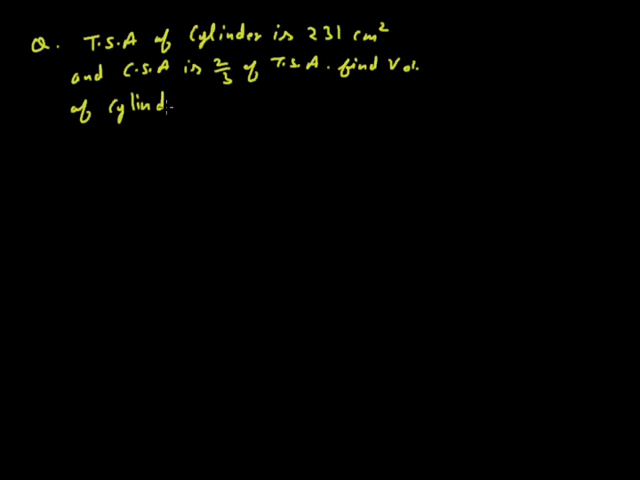 Q. T.S.A of Cylinder is 231 cm²
and C.S.A is 2/3 of T.S.A. find Vol.
of Cylind